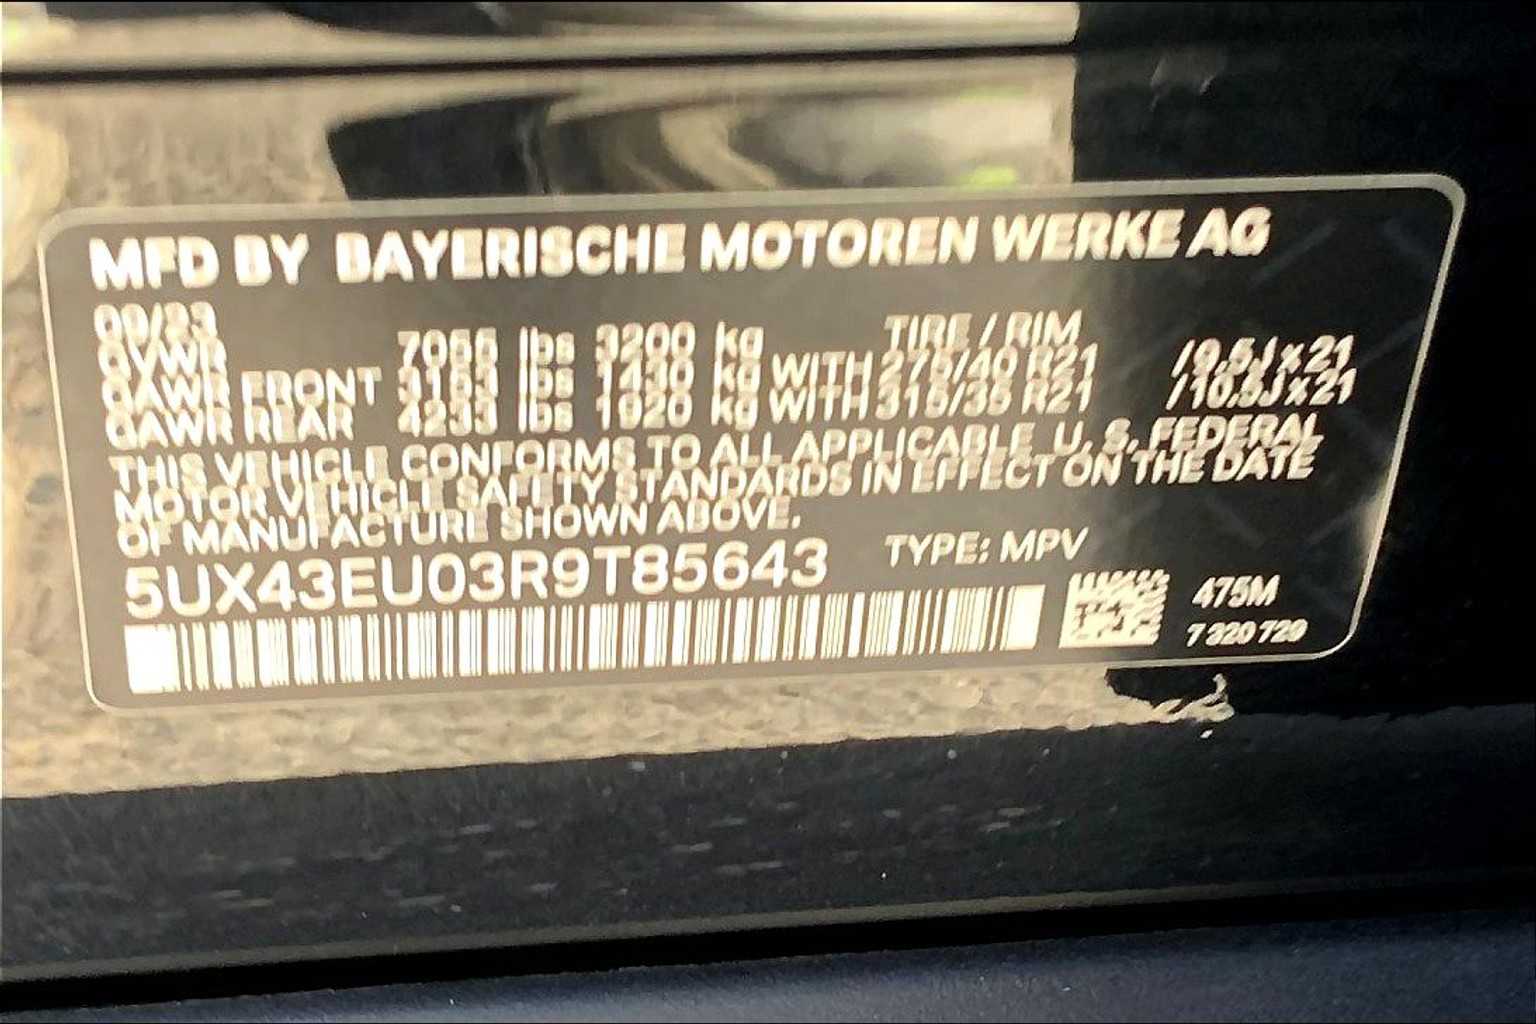 MFD BY BAYERISCHE MOTOREN WERKE AG
09/23
GVWR 7055 lbs 3200 kg TIRE / RIM
GAWR FRONT 3153 lbs 1430 kg WITH 275/40 R21 /9.5J x 21
GAWR REAR 4233 lbs 1920 kg WITH 315/35 R21 /10.5J x 21
THIS VEHICLE CONFORMS TO ALL APPLICABLE U. S. FEDERAL
MOTOR VEHICLE SAFETY STANDARDS IN EFFECT ON THE DATE
OF MANUFACTURE SHOWN ABOVE.
5UX43EU03R9T85643 TYPE: MPV
475M
7 320 729